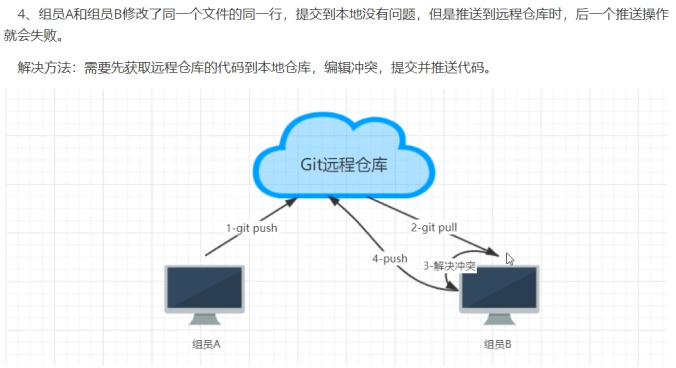 4、组员A和组员B修改了同一个文件的同一行，提交到本地没有问题，但是推送到远程仓库时，后一个推送操作
就会失败。
解决方法：需要先获取远程仓库的代码到本地仓库，编辑冲突，提交并推送代码。
Git远程仓库
1-git push
2-git pull
4-push
3-解决冲突
组员A
组员B